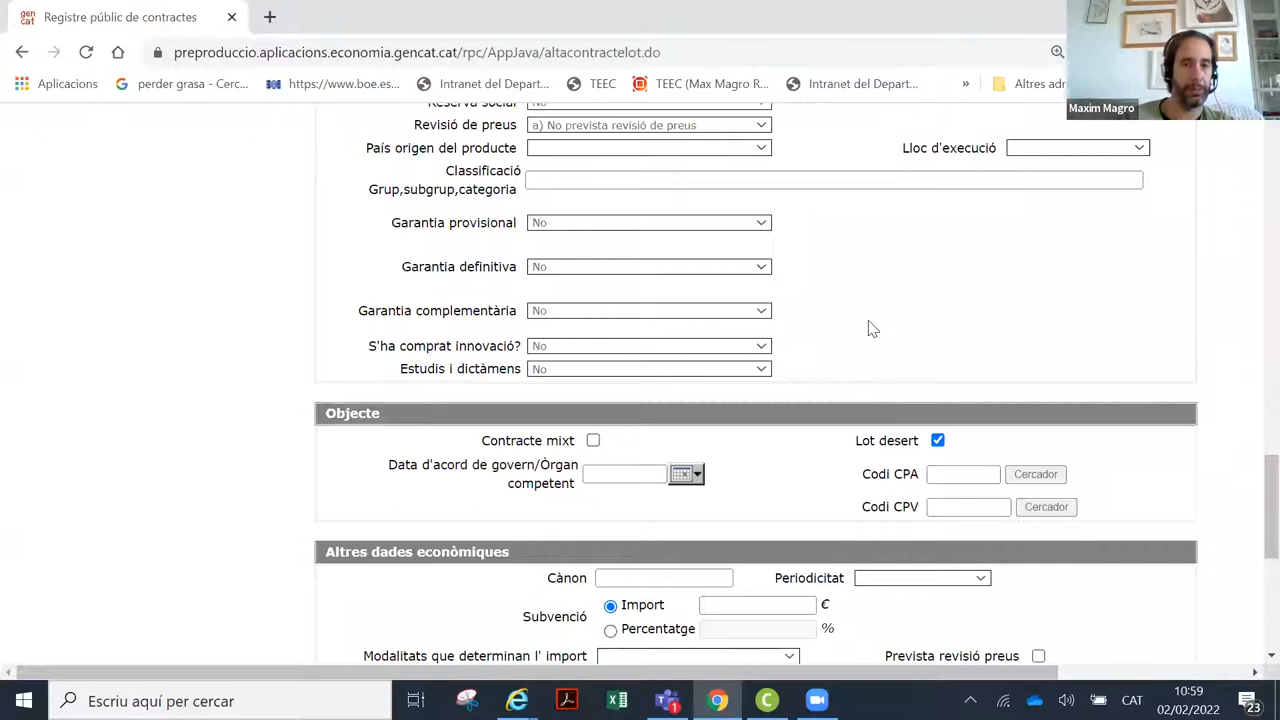 gen
cat
Registre públic de contractes
preproduccio.aplicacions.economia.gencat.cat/rpc/AppJava/altacontractelot.do
Aplicacions
perder grasa - Cerc...
https://www.boe.es...
Intranet del Depart...
TEEC
TEEC (Max Magro R...
Intranet del Depart...
»
Altres adr
Maxim Magro
Reserva social No
Revisió de preus a) No prevista revisió de preus
País origen del producte Lloc d'execució
Classificació
Grup,subgrup,categoria
Garantia provisional No
Garantia definitiva No
Garantia complementària No
S'ha comprat innovació? No
Estudis i dictàmens No
Objecte
Contracte mixt Lot desert
Data d'acord de govern/Òrgan
competent
Codi CPA Cercador
Codi CPV Cercador
Altres dades econòmiques
Cànon Periodicitat
Subvenció
Import €
Percentatge %
Modalitats que determinan l' import Prevista revisió preus
Escriu aquí per cercar
CAT
10:59
02/02/2022
23